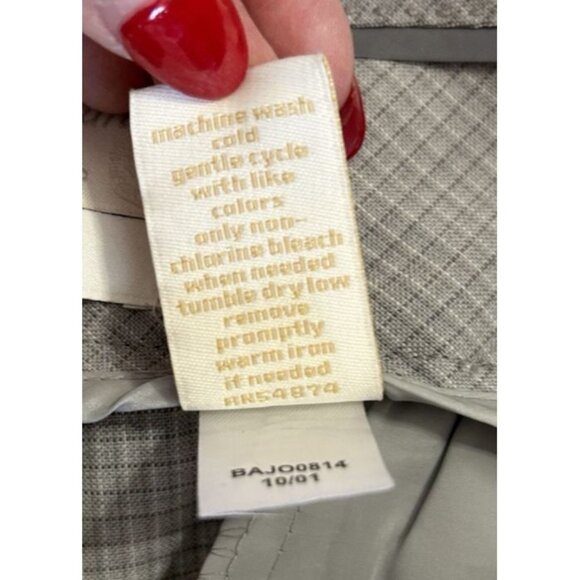 machine wash
cold
gentle cycle
with like
colors
only non-
chlorine bleach
when needed
tumble dry low
remove
promptly
warm iron
if needed
RN54874
BAJO0814
10/01